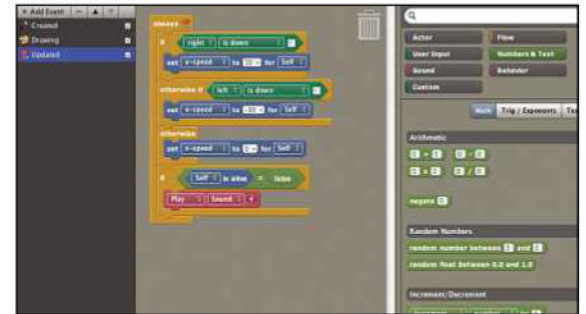 + Add Event
Created
Drawing
Updated
always
if right is down
set x-speed to 30 for Self
otherwise if left is down
set x-speed to -30 for Self
otherwise
set x-speed to 0 for Self
if Self is alive = false
Play Sound
Actor
Flow
User Input
Numbers & Text
Sound
Behavior
Custom
Math
Trig / Exponents
Arithmetic
negate
Random Numbers
random number between and
random float between 0.0 and 1.0
Increment/Decrement